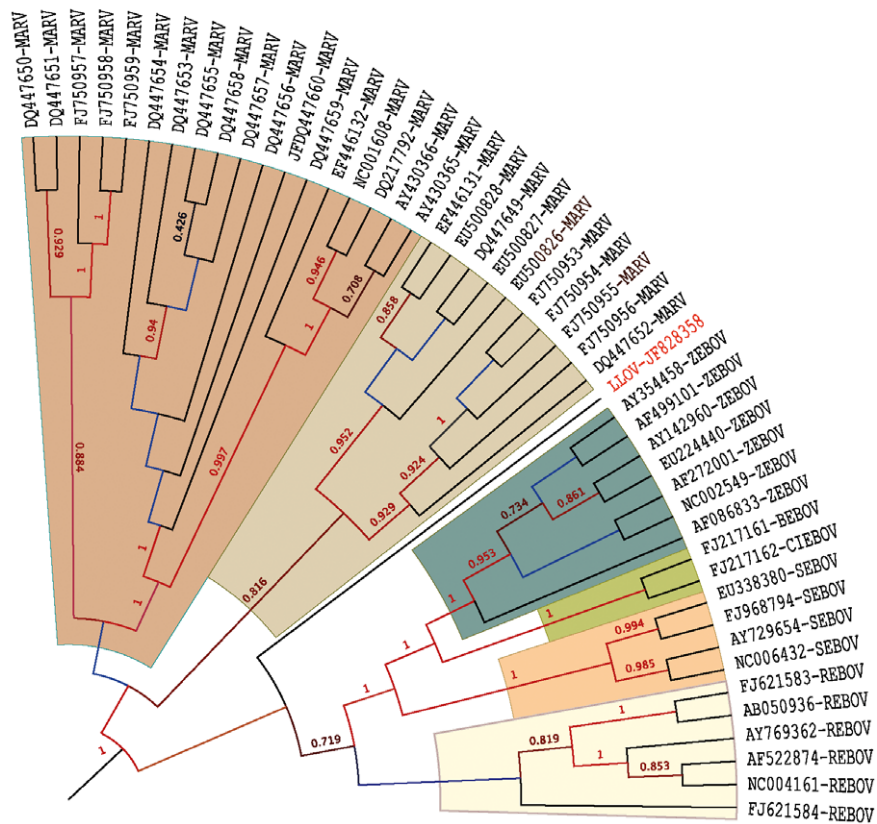 DQ447650-MARV
DQ447651-MARV
FJ750957-MARV
FJ750958-MARV
FJ750959-MARV
DQ447654-MARV
DQ447653-MARV
DQ447655-MARV
DQ447658-MARV
DQ447657-MARV
DQ447656-MARV
JFDQ447660-MARV
DQ447659-MARV
EF446132-MARV
NC001608-MARV
DQ217792-MARV
AY430366-MARV
AY430365-MARV
EF446131-MARV
EU500828-MARV
DQ447649-MARV
EU500827-MARV
EU500826-MARV
FJ750953-MARV
FJ750954-MARV
FJ750955-MARV
FJ750956-MARV
DQ447652-MARV
LLOV-JF828358
AY354458-ZEBOV
AF499101-ZEBOV
AY142960-ZEBOV
EU224440-ZEBOV
AF272001-ZEBOV
NC002549-ZEBOV
AF086833-ZEBOV
FJ217161-BEBOV
FJ217162-CIEBOV
EU338380-SEBOV
FJ968794-SEBOV
AY729654-SEBOV
NC006432-SEBOV
FJ621583-REBOV
AB050936-REBOV
AY769362-REBOV
AF522874-REBOV
NC004161-REBOV
FJ621584-REBOV
0.929
1
1
0.426
0.94
0.884
0.946
0.708
1
0.997
1
1
0.858
0.952
1
0.924
0.929
0.816
0.734
0.861
0.953
1
1
1
1
0.994
0.985
1
0.719
1
0.819
1
0.853
1